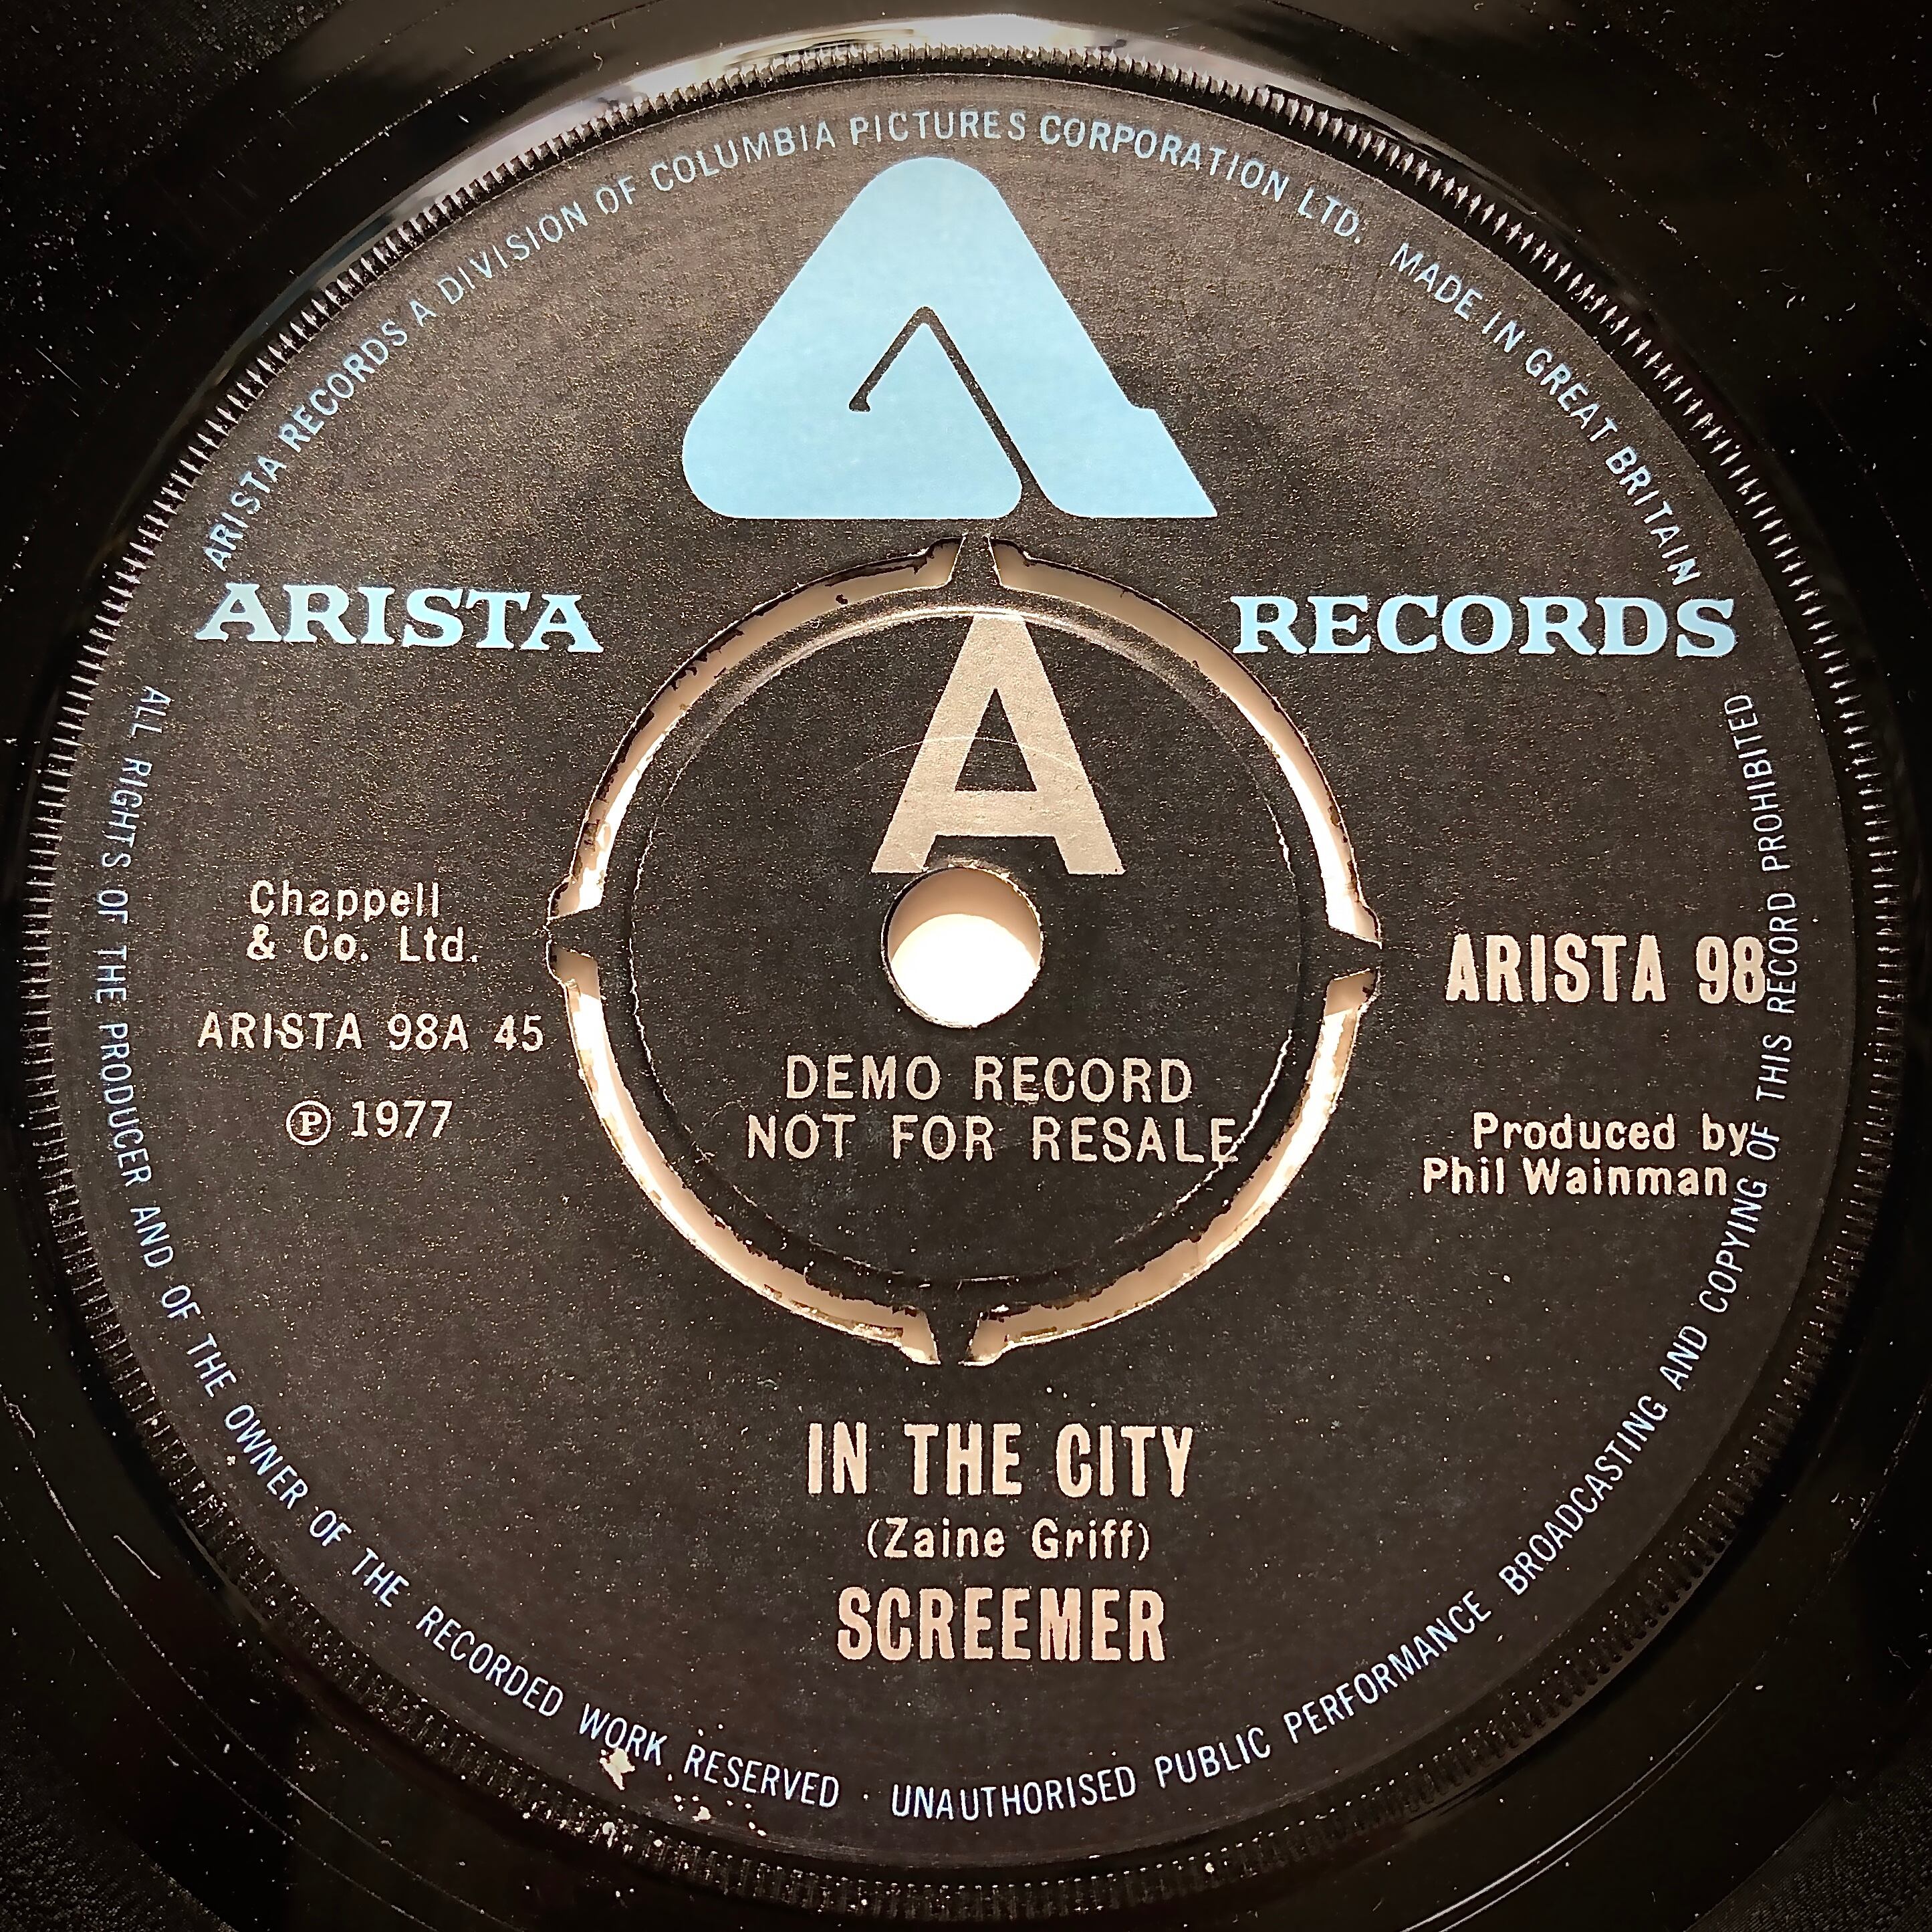 ARISTA RECORDS A DIVISION OF COLUMBIA PICTURES CORPORATION LTD. MADE IN GREAT BRITAIN
ARISTA RECORDS
A
Chappell
& Co. Ltd.
ARISTA 98A 45
Ⓟ 1977
DEMO RECORD
NOT FOR RESALE
ARISTA 98
Produced by
Phil Wainman
IN THE CITY
(Zaine Griff)
SCREEMER
ALL RIGHTS OF THE PRODUCER AND OF THE OWNER OF THE RECORDED WORK RESERVED · UNAUTHORISED PUBLIC PERFORMANCE BROADCASTING AND COPYING OF THIS RECORD PROHIBITED